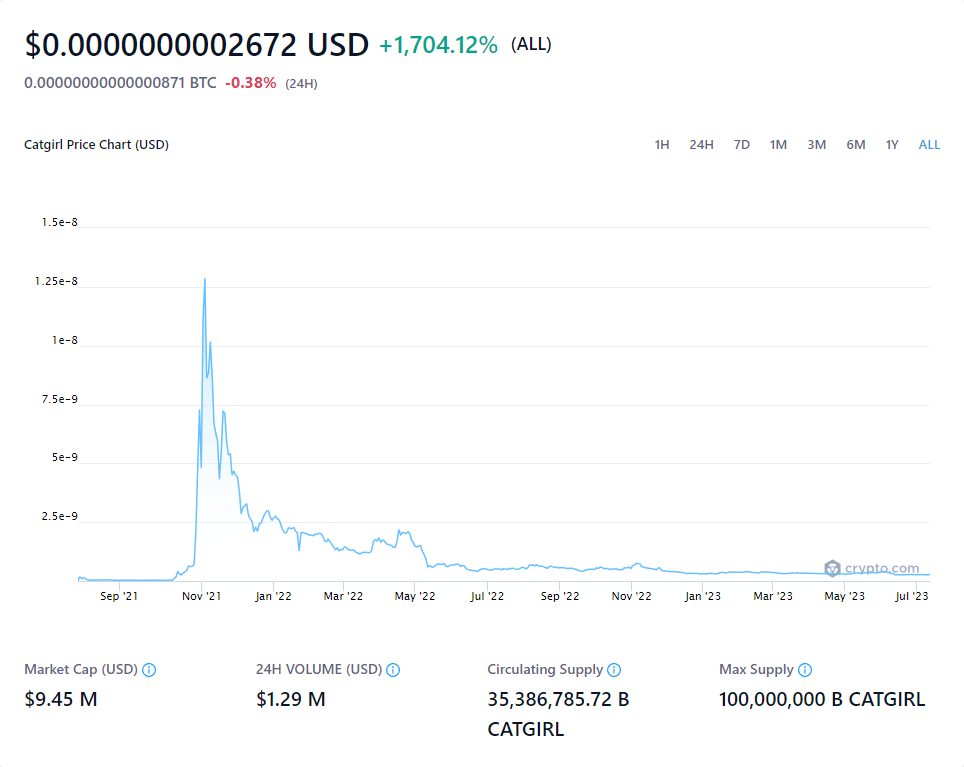 $0.0000000002672 USD +1,704.12% (ALL)
0.00000000000000871 BTC -0.38% (24H)
Catgirl Price Chart (USD) 1H 24H 7D 1M 3M 6M 1Y ALL
1.5e-8
1.25e-8
1e-8
7.5e-9
5e-9
2.5e-9
crypto.com
Sep '21 Nov '21 Jan '22 Mar '22 May '22 Jul '22 Sep '22 Nov '22 Jan '23 Mar '23 May '23 Jul '23
Market Cap (USD) 24H VOLUME (USD) Circulating Supply Max Supply
$9.45 M $1.29 M 35,386,785.72 B 100,000,000 B CATGIRL
CATGIRL